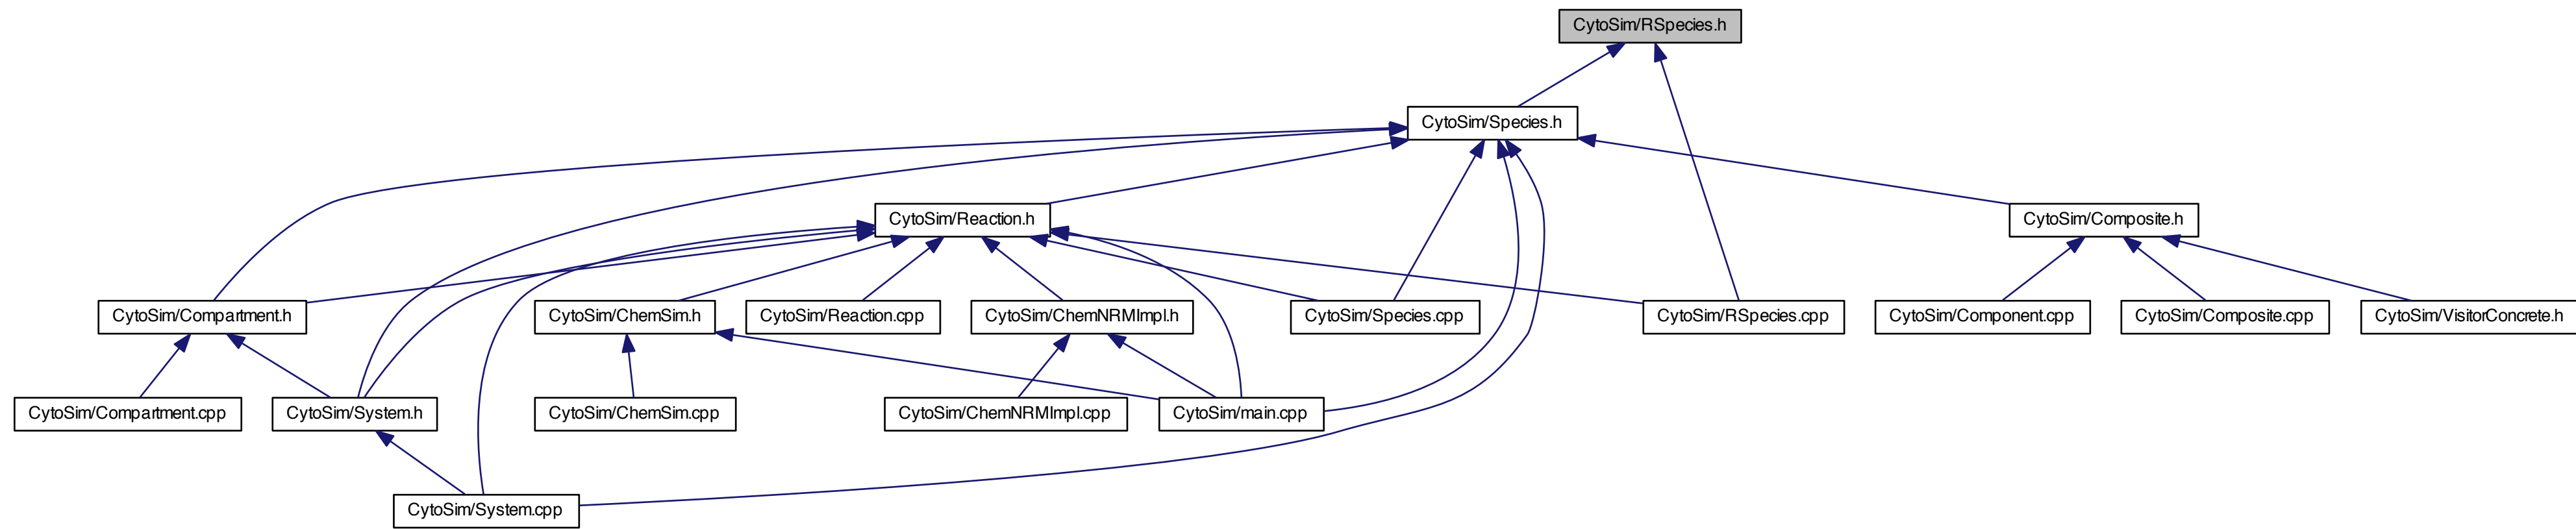 CytoSim/RSpecies.h
CytoSim/Species.h
CytoSim/Reaction.h
CytoSim/Composite.h
CytoSim/Compartment.h
CytoSim/ChemSim.h
CytoSim/Reaction.cpp
CytoSim/ChemNRMImpl.h
CytoSim/Species.cpp
CytoSim/RSpecies.cpp
CytoSim/Component.cpp
CytoSim/Composite.cpp
CytoSim/VisitorConcrete.h
CytoSim/Compartment.cpp
CytoSim/System.h
CytoSim/ChemSim.cpp
CytoSim/ChemNRMImpl.cpp
CytoSim/main.cpp
CytoSim/System.cpp